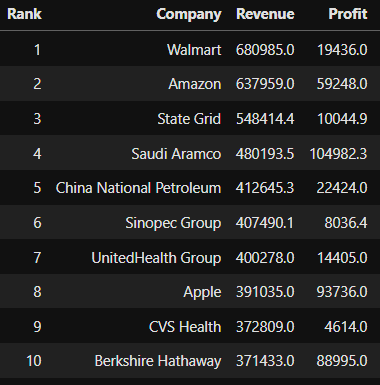 Rank Company Revenue Profit
1 Walmart 680985.0 19436.0
2 Amazon 637959.0 59248.0
3 State Grid 548414.4 10044.9
4 Saudi Aramco 480193.5 104982.3
5 China National Petroleum 412645.3 22424.0
6 Sinopec Group 407490.1 8036.4
7 UnitedHealth Group 400278.0 14405.0
8 Apple 391035.0 93736.0
9 CVS Health 372809.0 4614.0
10 Berkshire Hathaway 371433.0 88995.0